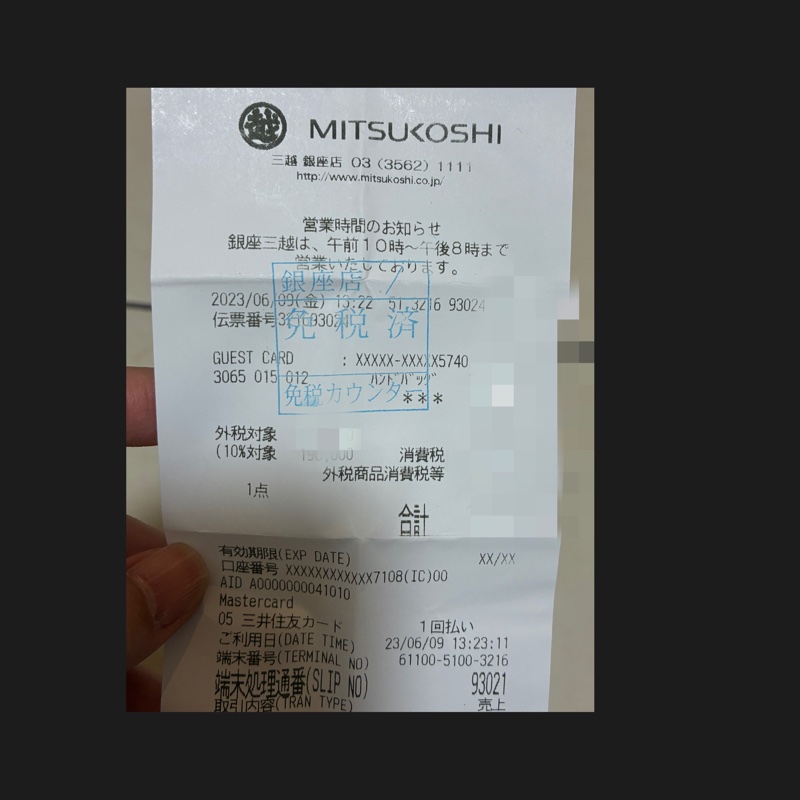 越 MITSUKOSHI
三越 銀座店 03 (3562) 1111
http://www.mitsukoshi.co.jp/
営業時間のお知らせ
銀座三越は、午前10時〜午後8時まで
営業いたしております。
銀座店
2023/06/09(金) 13:22 51,3216 93024
伝票番号
免税済
GUEST CARD : XXXXX-XXXXX5740
3065 015 012 ハンドバッグ
免税カウンター
***
外税対象
(10%対象 消費税
外税商品消費税等
1点
合計
有効期限(EXP DATE) XX/XX
口座番号 XXXXXXXXXXXX7108(IC)00
AID A0000000041010
Mastercard
05 三井住友カード 1回払い
ご利用日(DATE TIME) 23/06/09 13:23:11
端末番号(TERMINAL NO) 61100-5100-3216
端末処理通番(SLIP NO) 93021
取引内容(TRAN TYPE) 売上